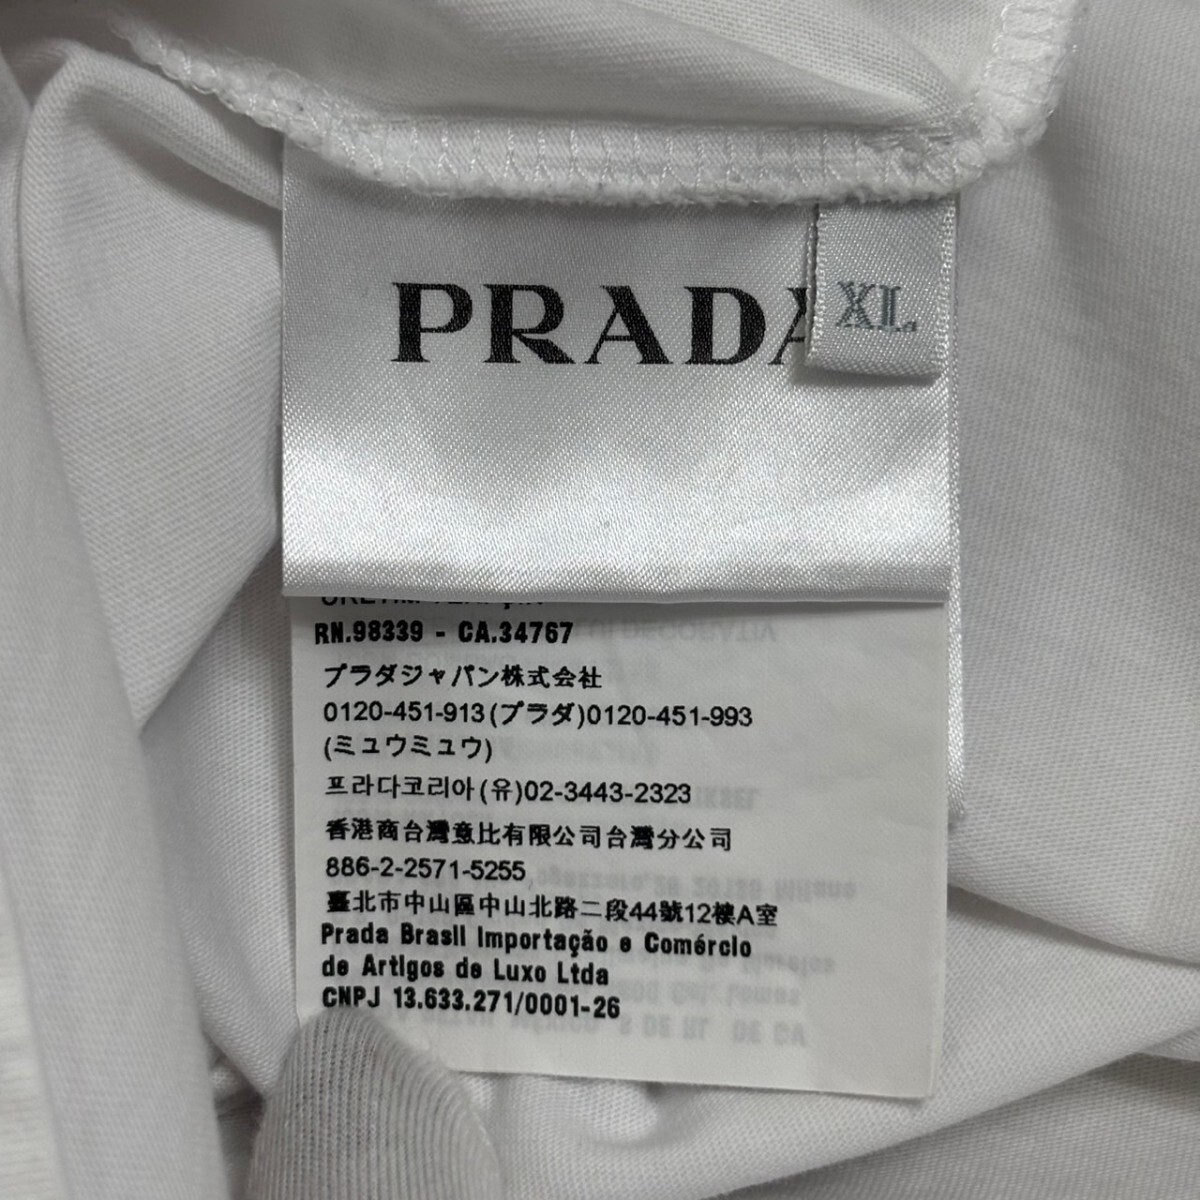 PRADA
XL
RN.98339 - CA.34767
プラダジャパン株式会社
0120-451-913(プラダ)0120-451-993
(ミュウミュウ)
프라다코리아(유)02-3443-2323
香港商台灣意比有限公司台灣分公司
886-2-2571-5255
臺北市中山區中山北路二段44號12樓A室
Prada Brasil Importação e Comércio
de Artigos de Luxo Ltda
CNPJ 13.633.271/0001-26